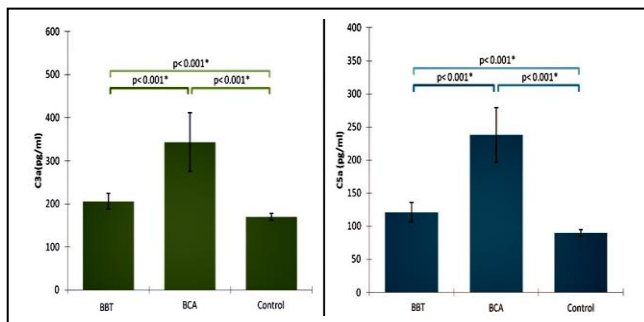 600
500
400
300
200
100
0
C3a(pg/ml)
p<0.001*
p<0.001*
p<0.001*
BBT
BCA
Control
400
350
300
250
200
150
100
50
0
C5a (pg/ml)
p<0.001*
p<0.001*
p<0.001*
BBT
BCA
Control